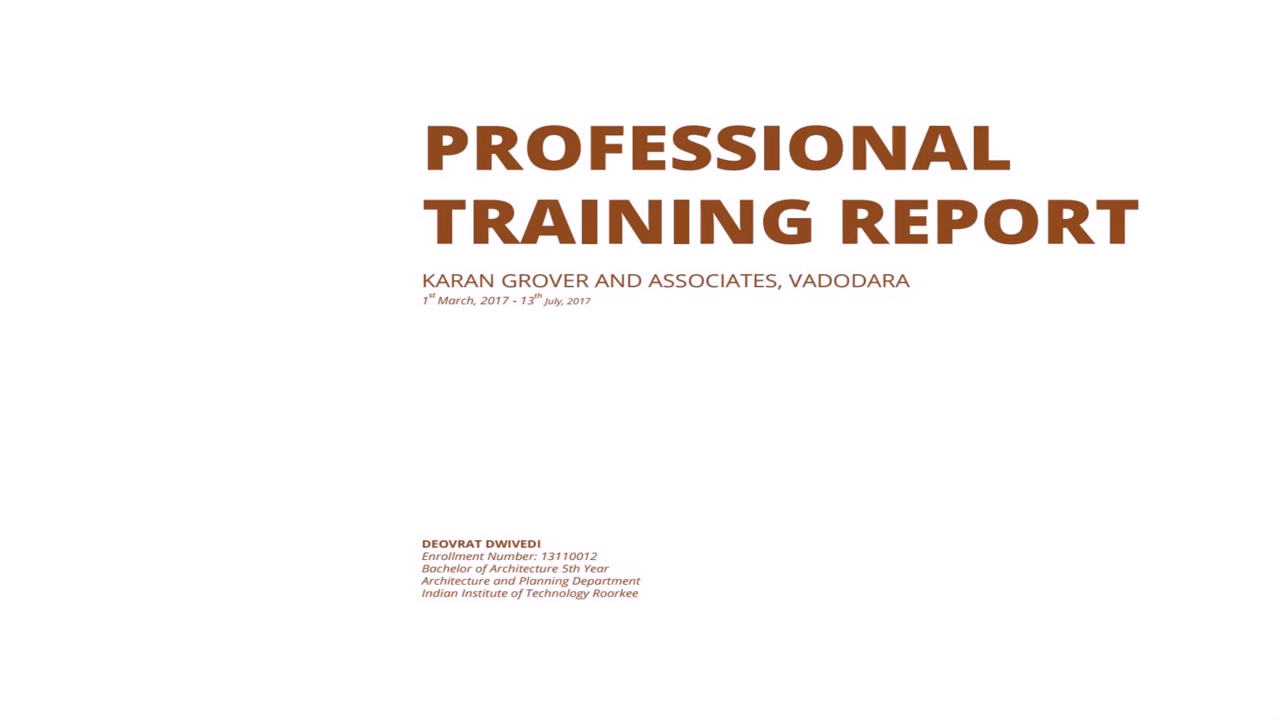 PROFESSIONAL
TRAINING REPORT
KARAN GROVER AND ASSOCIATES, VADODARA
1st March, 2017 - 13th July, 2017
DEOVRAT DWIVEDI
Enrollment Number: 13110012
Bachelor of Architecture 5th Year
Architecture and Planning Department
Indian Institute of Technology Roorkee